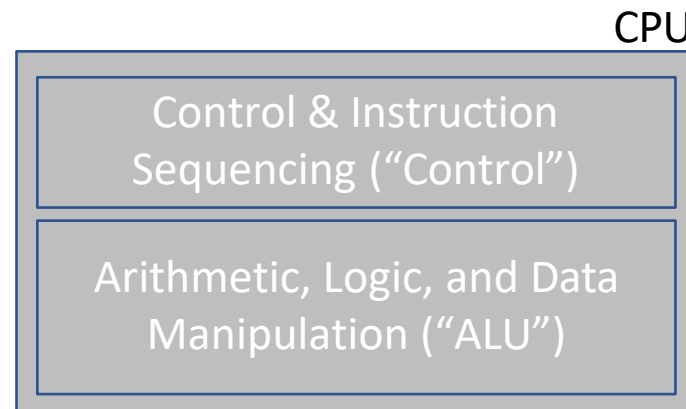 CPU
Control & Instruction
Sequencing (“Control”)
Arithmetic, Logic, and Data
Manipulation (“ALU”)